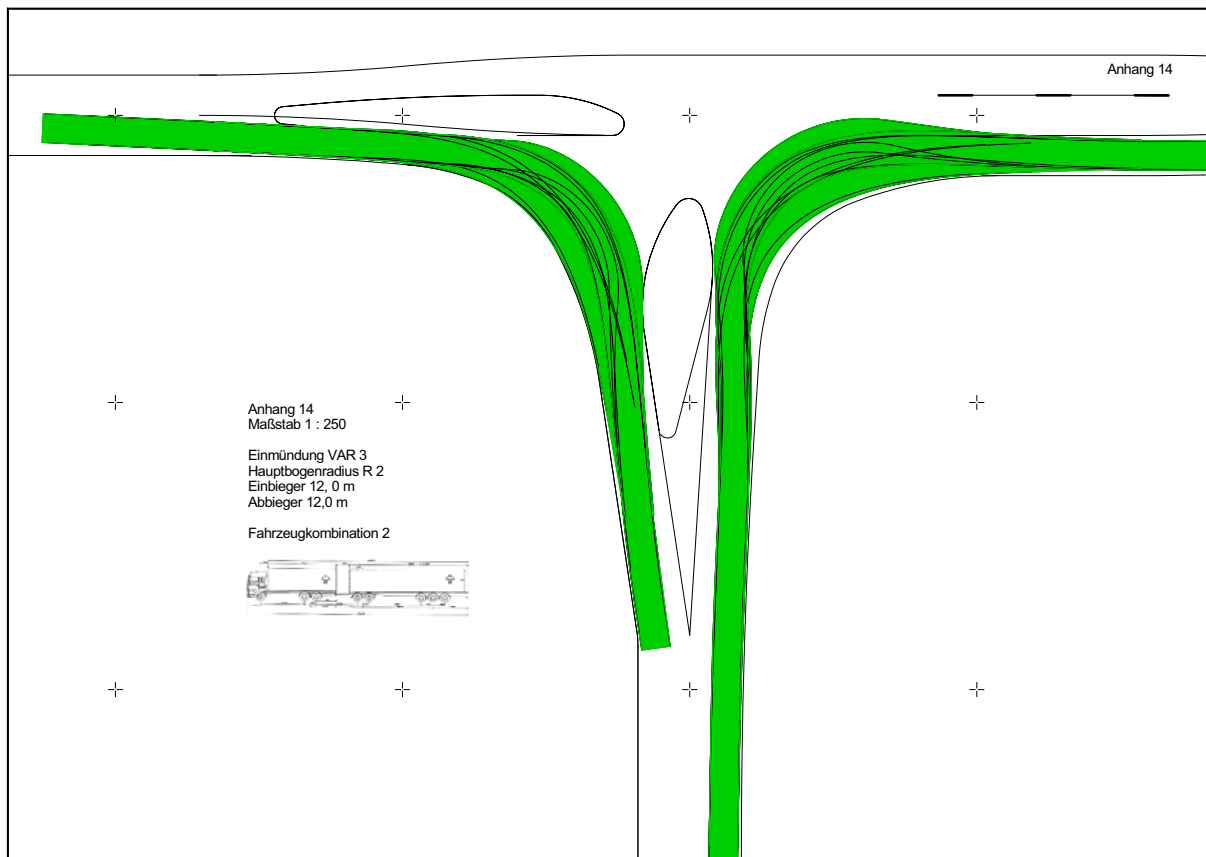 Anhang 14
Anhang 14
Maßstab 1 : 250
Einmündung VAR 3
Hauptbogenradius R 2
Einbieger 12, 0 m
Abbieger 12,0 m
Fahrzeugkombination 2